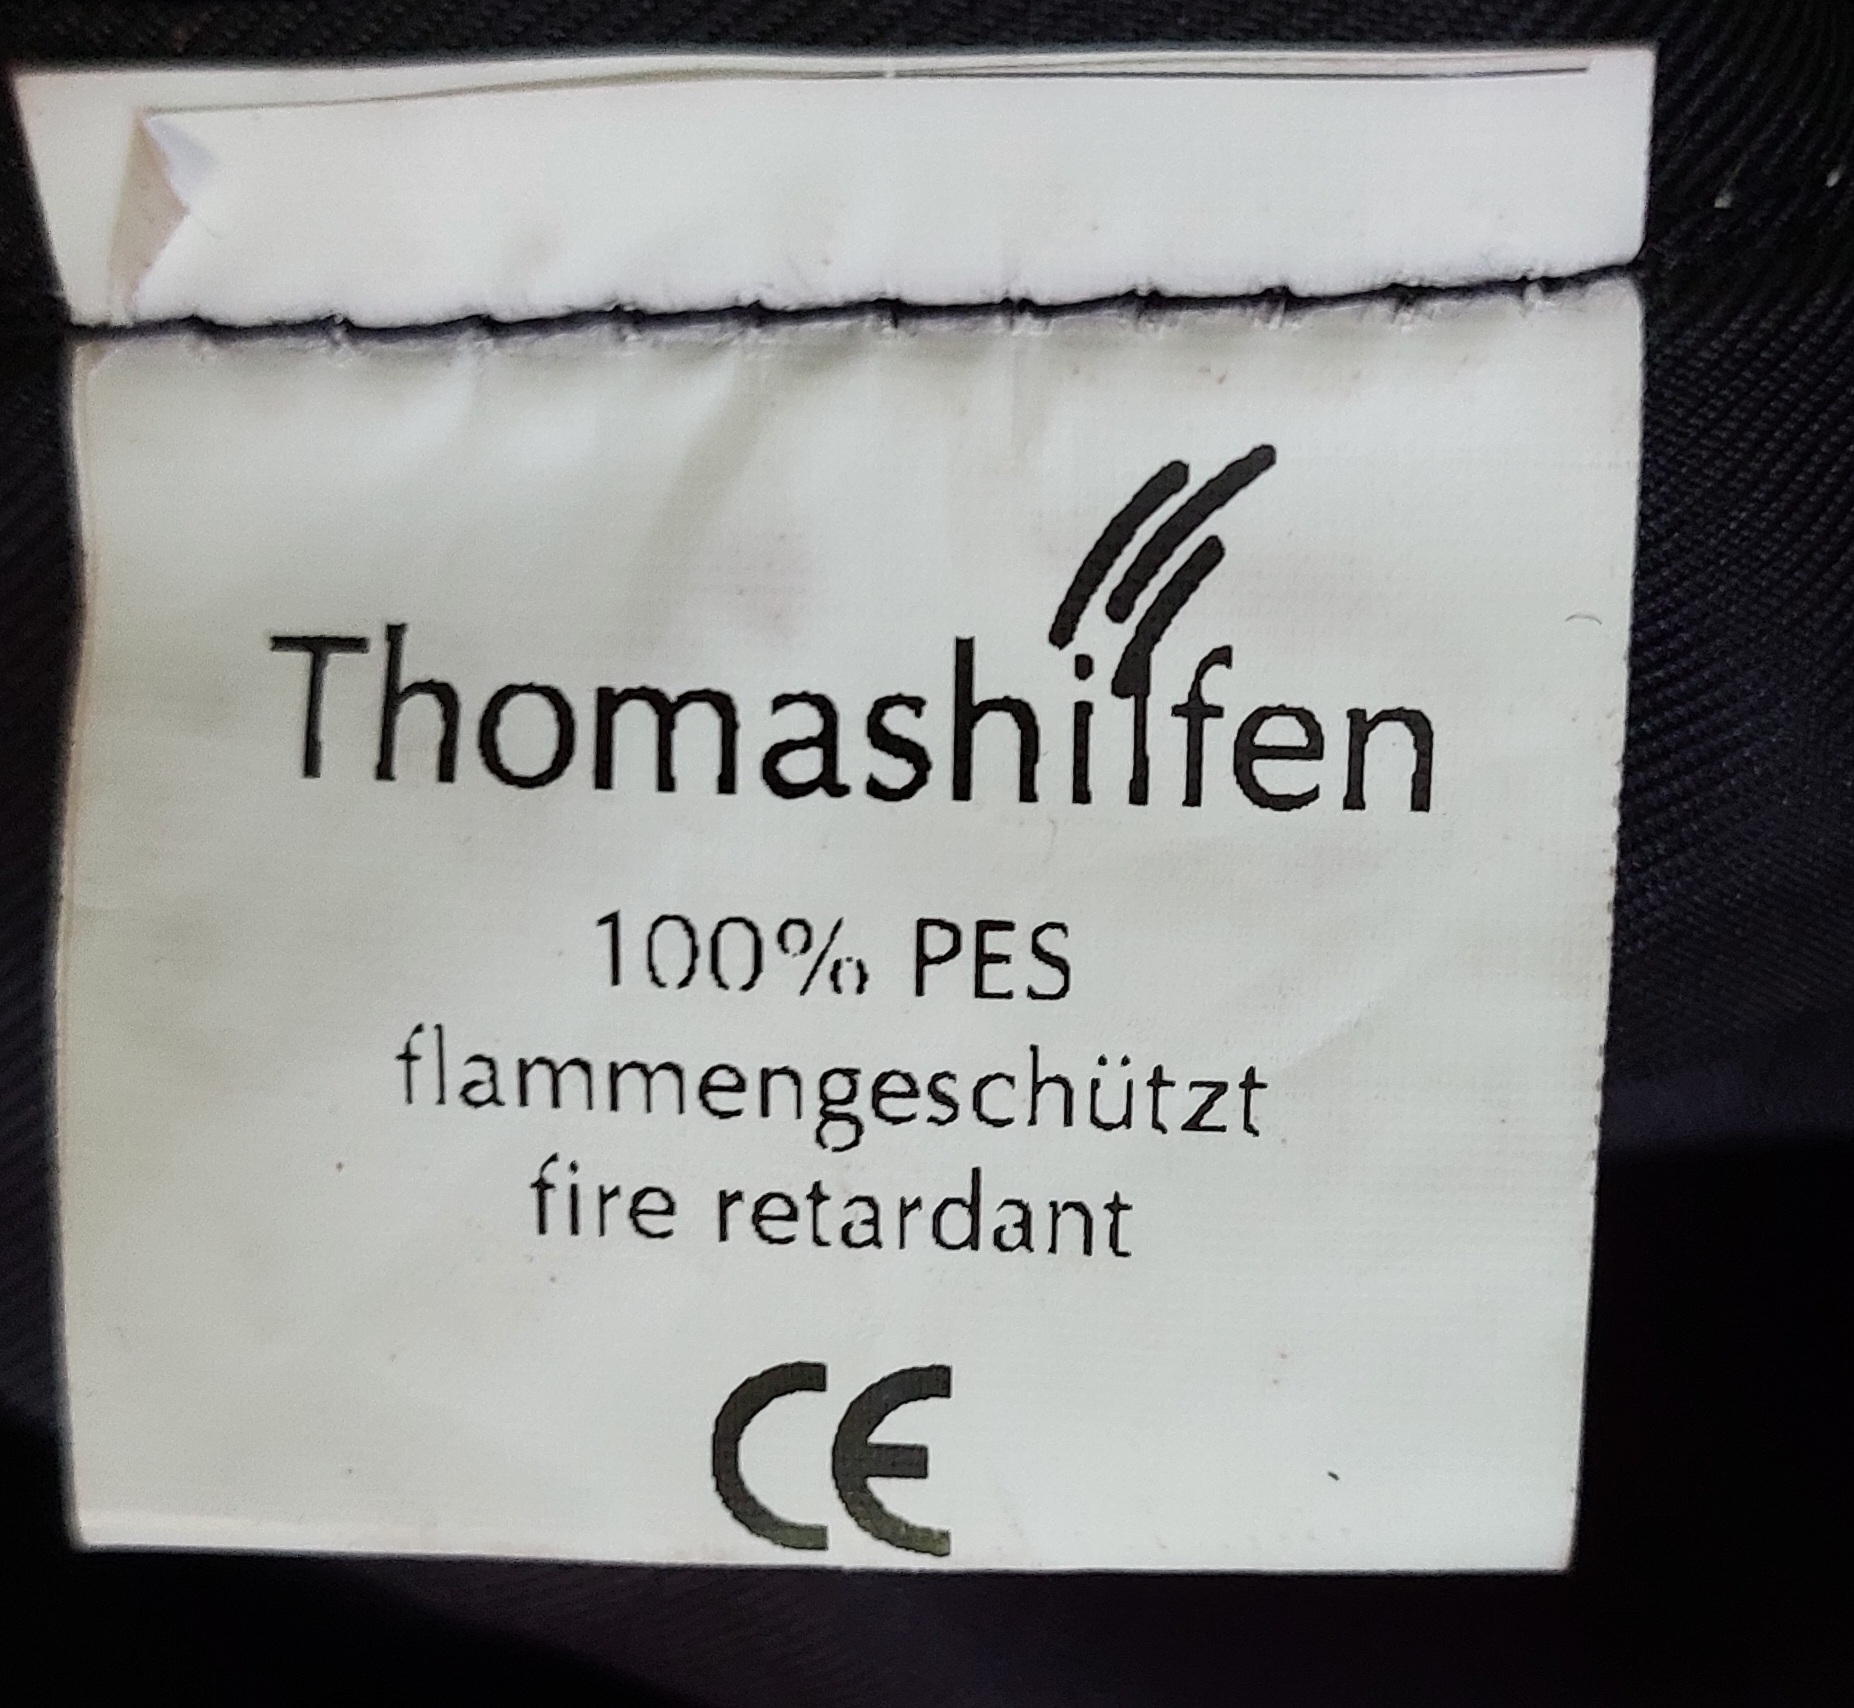 Thomashilfen
100% PES
flammengeschützt
fire retardant
CE